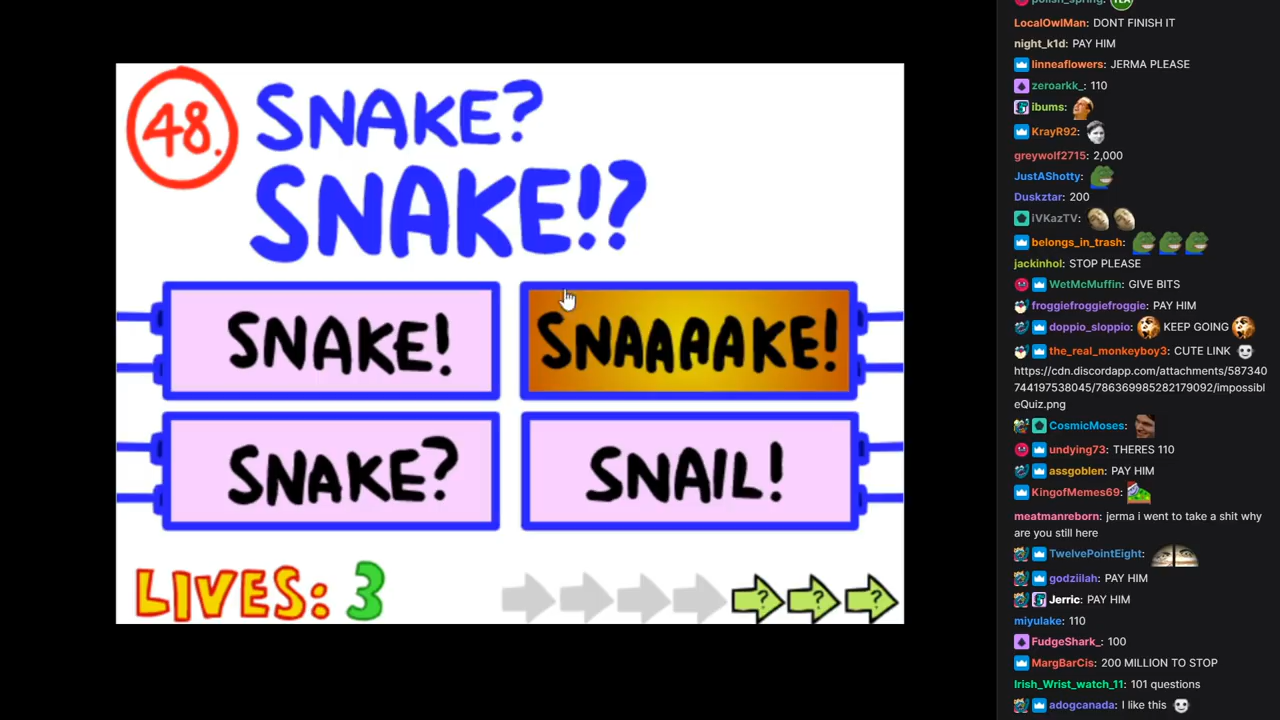 48.
SNAKE?
SNAKE!?
SNAKE!
SNAAAAKE!
SNAKE?
SNAIL!
LIVES: 3
? ? ?
polish_spring: TEA
LocalOwlMan: DONT FINISH IT
night_k1d: PAY HIM
linneaflowers: JERMA PLEASE
zeroarkk_: 110
ibums:
KrayR92:
greywolf2715: 2,000
JustAShotty:
Duskztar: 200
iVKazTV:
belongs_in_trash:
jackinhol: STOP PLEASE
WetMcMuffin: GIVE BITS
froggiefroggiefroggie: PAY HIM
doppio_sloppio: KEEP GOING
the_real_monkeyboy3: CUTE LINK
https://cdn.discordapp.com/attachments/587340
744197538045/786369985282179092/impossibl
eQuiz.png
CosmicMoses:
undying73: THERES 110
assgoblen: PAY HIM
KingofMemes69:
meatmanreborn: jerma i went to take a shit why
are you still here
TwelvePointEight:
godziilah: PAY HIM
Jerric: PAY HIM
miyulake: 110
FudgeShark_: 100
MargBarCis: 200 MILLION TO STOP
Irish_Wrist_watch_11: 101 questions
adogcanada: I like this